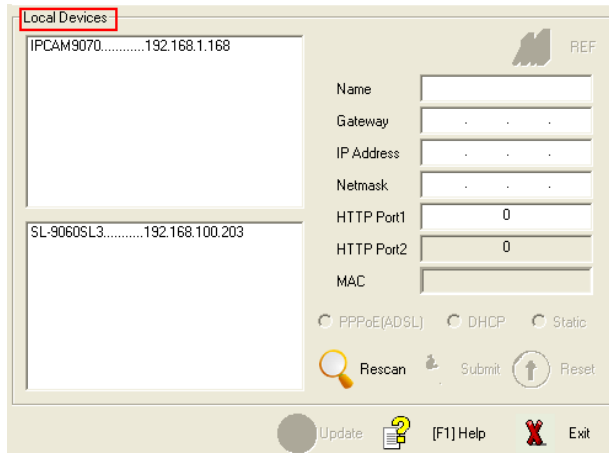 Local Devices
IPCAM9070...........192.168.1.168
REF
Name
Gateway . . .
IP Address . . .
Netmask . . .
HTTP Port1 0
SL-9060SL3..........192.168.100.203
HTTP Port2 0
MAC
PPPoE(ADSL) DHCP Static
Rescan Submit Reset
Update [F1] Help Exit